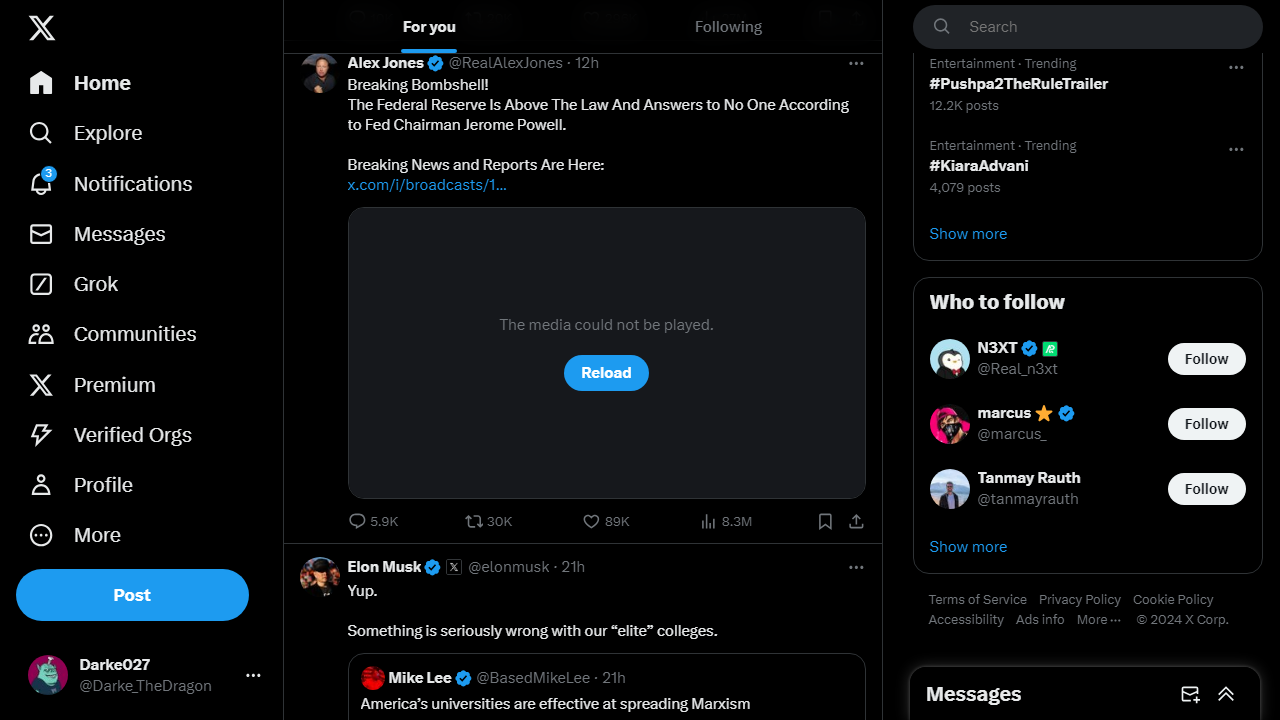 Home
Explore
3
Notifications
Messages
Grok
Communities
Premium
Verified Orgs
Profile
More
Post
Darke027
@Darke_TheDragon
For you
Following
Alex Jones @RealAlexJones · 12h
Breaking Bombshell!
The Federal Reserve Is Above The Law And Answers to No One According
to Fed Chairman Jerome Powell.
Breaking News and Reports Are Here:
x.com/i/broadcasts/1…
The media could not be played.
Reload
5.9K 30K 89K 8.3M
Elon Musk @elonmusk · 21h
Yup.
Something is seriously wrong with our “elite” colleges.
Mike Lee @BasedMikeLee · 21h
America’s universities are effective at spreading Marxism
Search
Entertainment · Trending
#Pushpa2TheRuleTrailer
12.2K posts
Entertainment · Trending
#KiaraAdvani
4,079 posts
Show more
Who to follow
N3XT
@Real_n3xt
Follow
marcus
@marcus_
Follow
Tanmay Rauth
@tanmayrauth
Follow
Show more
Terms of Service Privacy Policy Cookie Policy
Accessibility Ads info More ··· © 2024 X Corp.
Messages